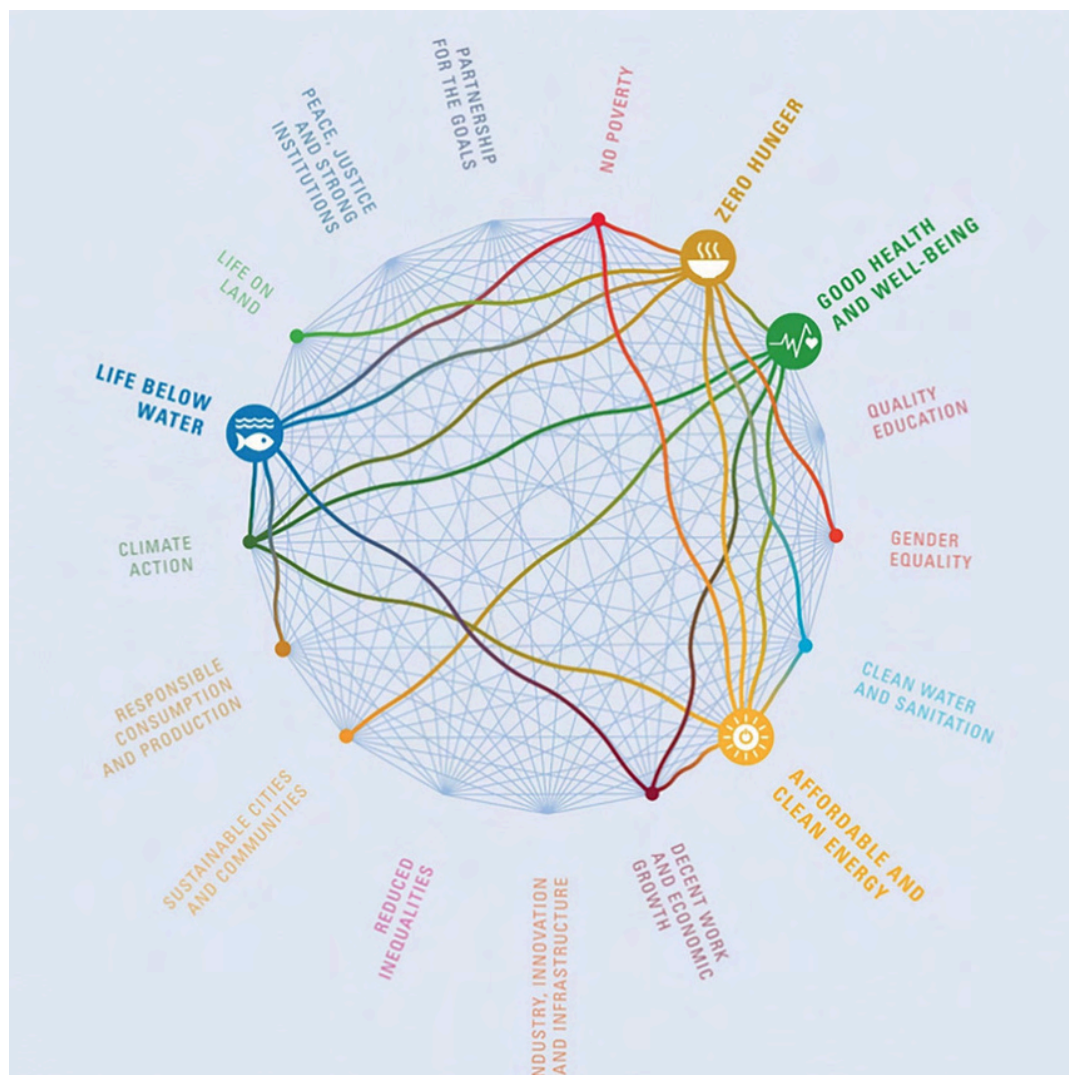 NO POVERTY
ZERO HUNGER
GOOD HEALTH
AND WELL-BEING
QUALITY
EDUCATION
GENDER
EQUALITY
CLEAN WATER
AND SANITATION
AFFORDABLE AND
CLEAN ENERGY
DECENT WORK
AND ECONOMIC
GROWTH
NDUSTRY, INNOVATION
AND INFRASTRUCTURE
REDUCED
INEQUALITIES
SUSTAINABLE CITIES
AND COMMUNITIES
RESPONSIBLE
CONSUMPTION
AND PRODUCTION
CLIMATE
ACTION
LIFE BELOW
WATER
LIFE ON
LAND
PEACE, JUSTICE
AND STRONG
INSTITUTIONS
PARTNERSHIP
FOR THE GOALS